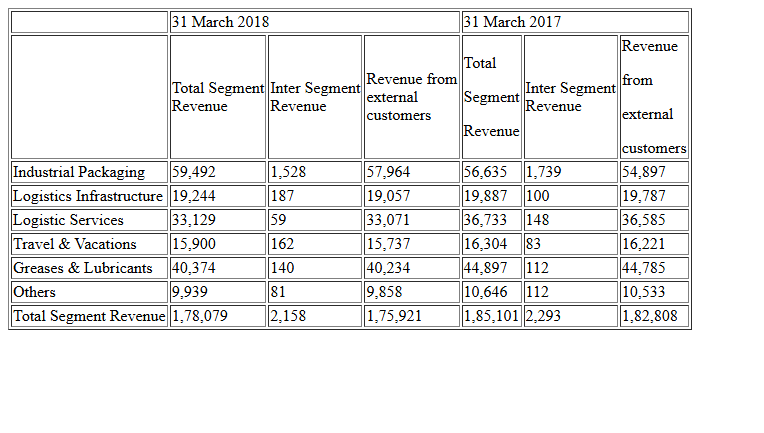 31 March 2018 31 March 2017
Total Segment Revenue Inter Segment Revenue Revenue from external customers Total Segment Revenue Inter Segment Revenue Revenue from external customers
Industrial Packaging 59,492 1,528 57,964 56,635 1,739 54,897
Logistics Infrastructure 19,244 187 19,057 19,887 100 19,787
Logistic Services 33,129 59 33,071 36,733 148 36,585
Travel & Vacations 15,900 162 15,737 16,304 83 16,221
Greases & Lubricants 40,374 140 40,234 44,897 112 44,785
Others 9,939 81 9,858 10,646 112 10,533
Total Segment Revenue 1,78,079 2,158 1,75,921 1,85,101 2,293 1,82,808